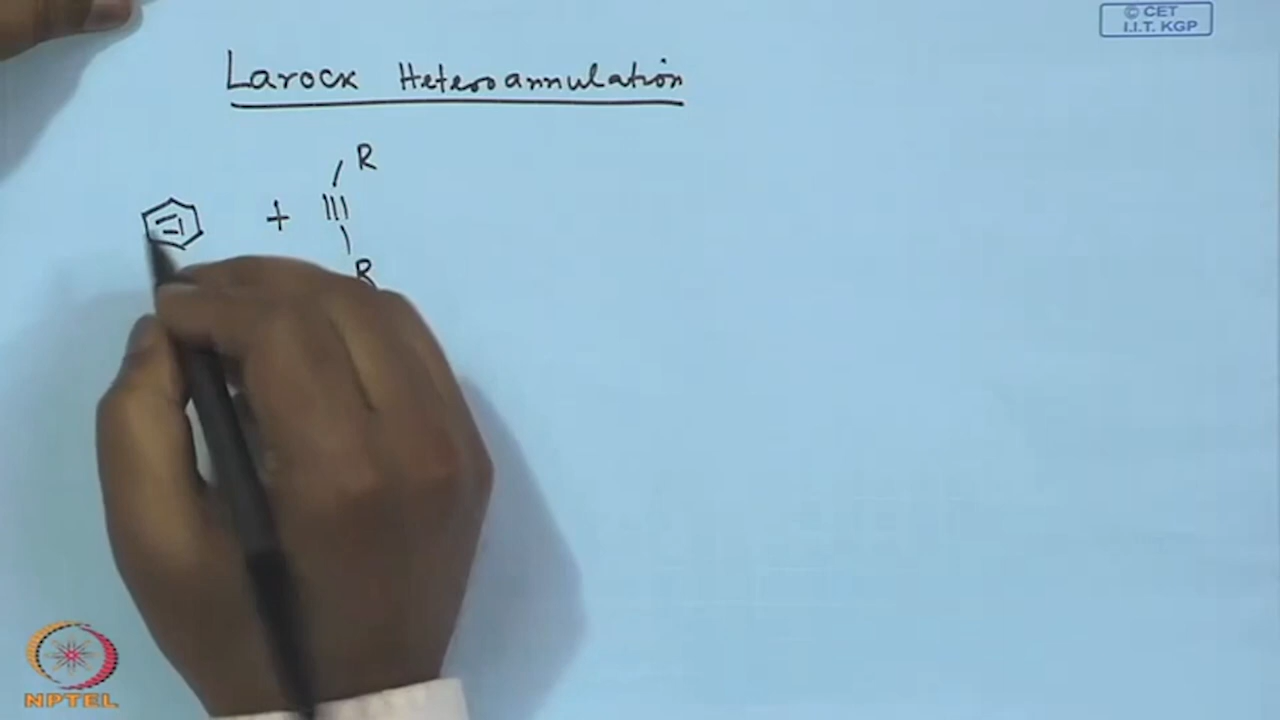 © CET
I.I.T. KGP
Larock Heteroannulation
R
+
R
NPTEL